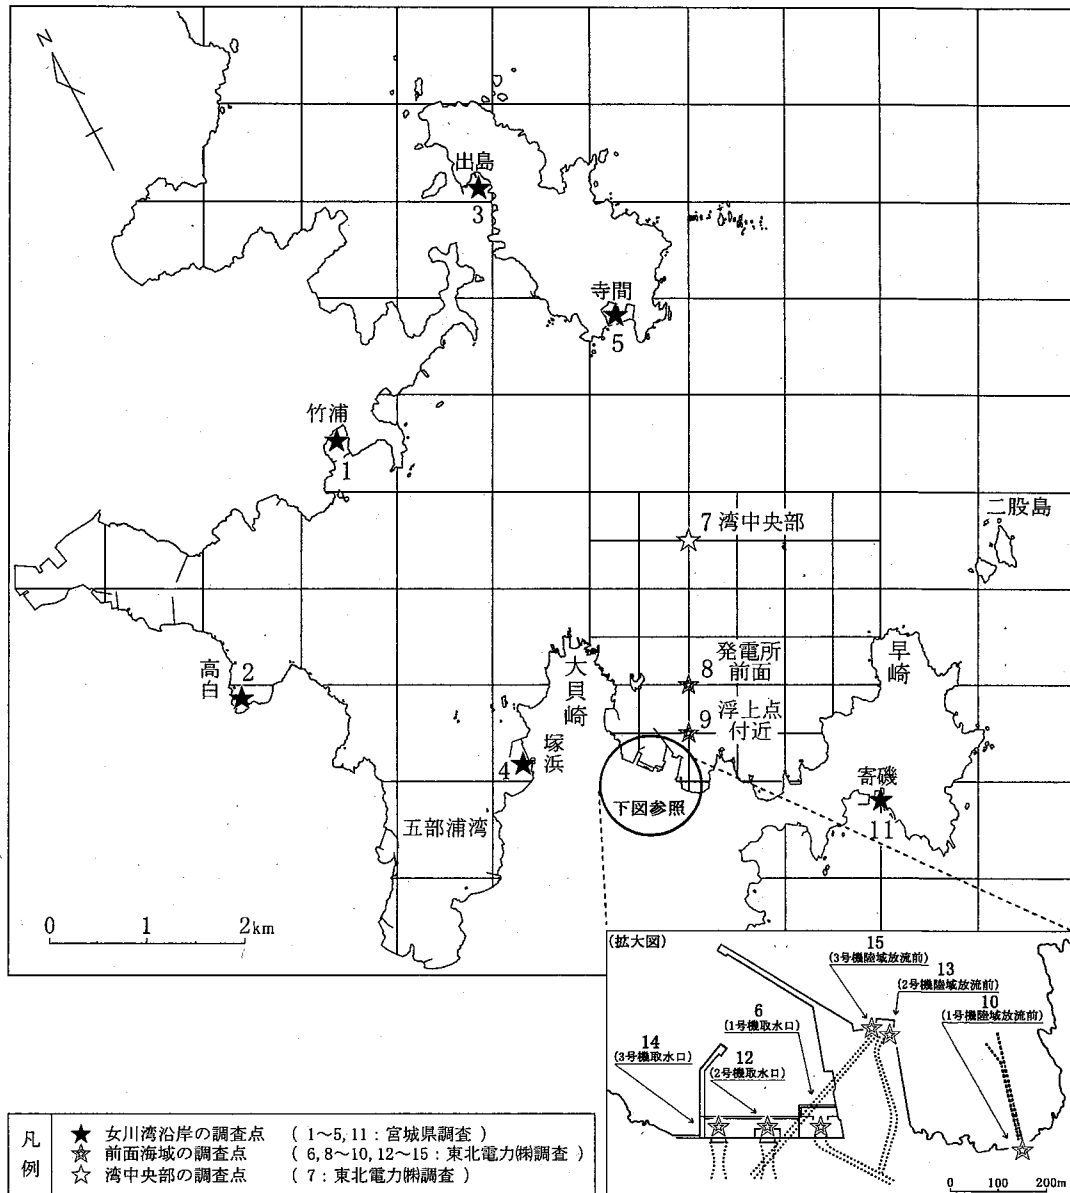 N
出島
3
寺間
5
竹浦
1
7 湾中央部
二股島
高白
2
大貝崎
発電所
前面
8
早崎
9
浮上点
付近
塚浜
4
寄磯
11
下図参照
五部浦湾
0 1 2km
(拡大図)
15
(3号機陸域放流前)
13
(2号機陸域放流前)
10
(1号機陸域放流前)
6
(1号機取水口)
14
(3号機取水口)
12
(2号機取水口)
0 100 200m
凡例
★ 女川湾沿岸の調査点 ( 1~5, 11 : 宮城県調査 )
前面海域の調査点 ( 6, 8~10, 12~15 : 東北電力㈱調査 )
☆ 湾中央部の調査点 ( 7 : 東北電力㈱調査 )